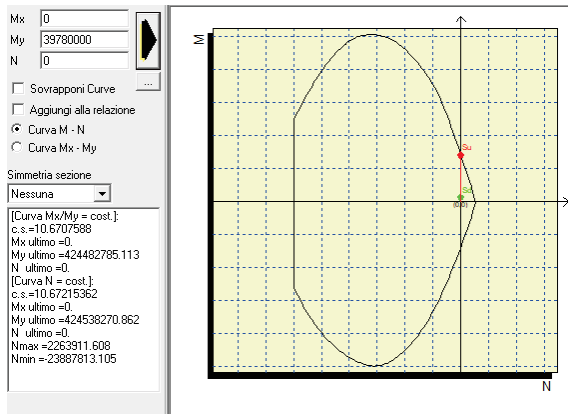 Mx 0
My 39780000
N 0
...
Sovrapponi Curve
Aggiungi alla relazione
Curva M - N
Curva Mx - My
Simmetria sezione
Nessuna
[Curva Mx/My = cost.]:
c.s.=10.6707588
Mx ultimo =0.
My ultimo =424482785.113
N ultimo =0.
[Curva N = cost.]:
c.s.=10.67215362
Mx ultimo =0.
My ultimo =424538270.862
N ultimo =0.
Nmax =2263911.608
Nmin =-23887813.105
M
Su
Sd
(0;0)
N